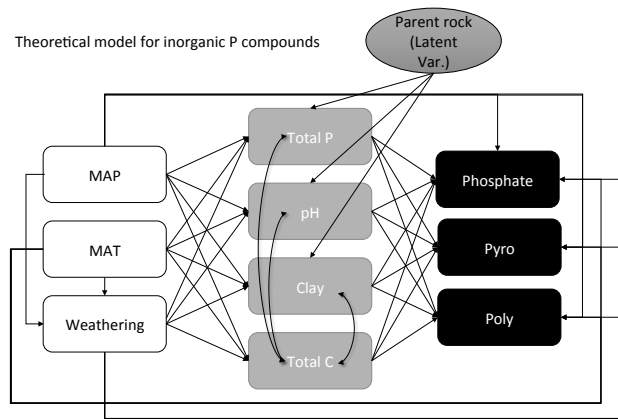 Theoretical model for inorganic P compounds
Parent rock
(Latent
Var.)
Total P
MAP
Phosphate
pH
MAT
Pyro
Clay
Weathering
Poly
Total C